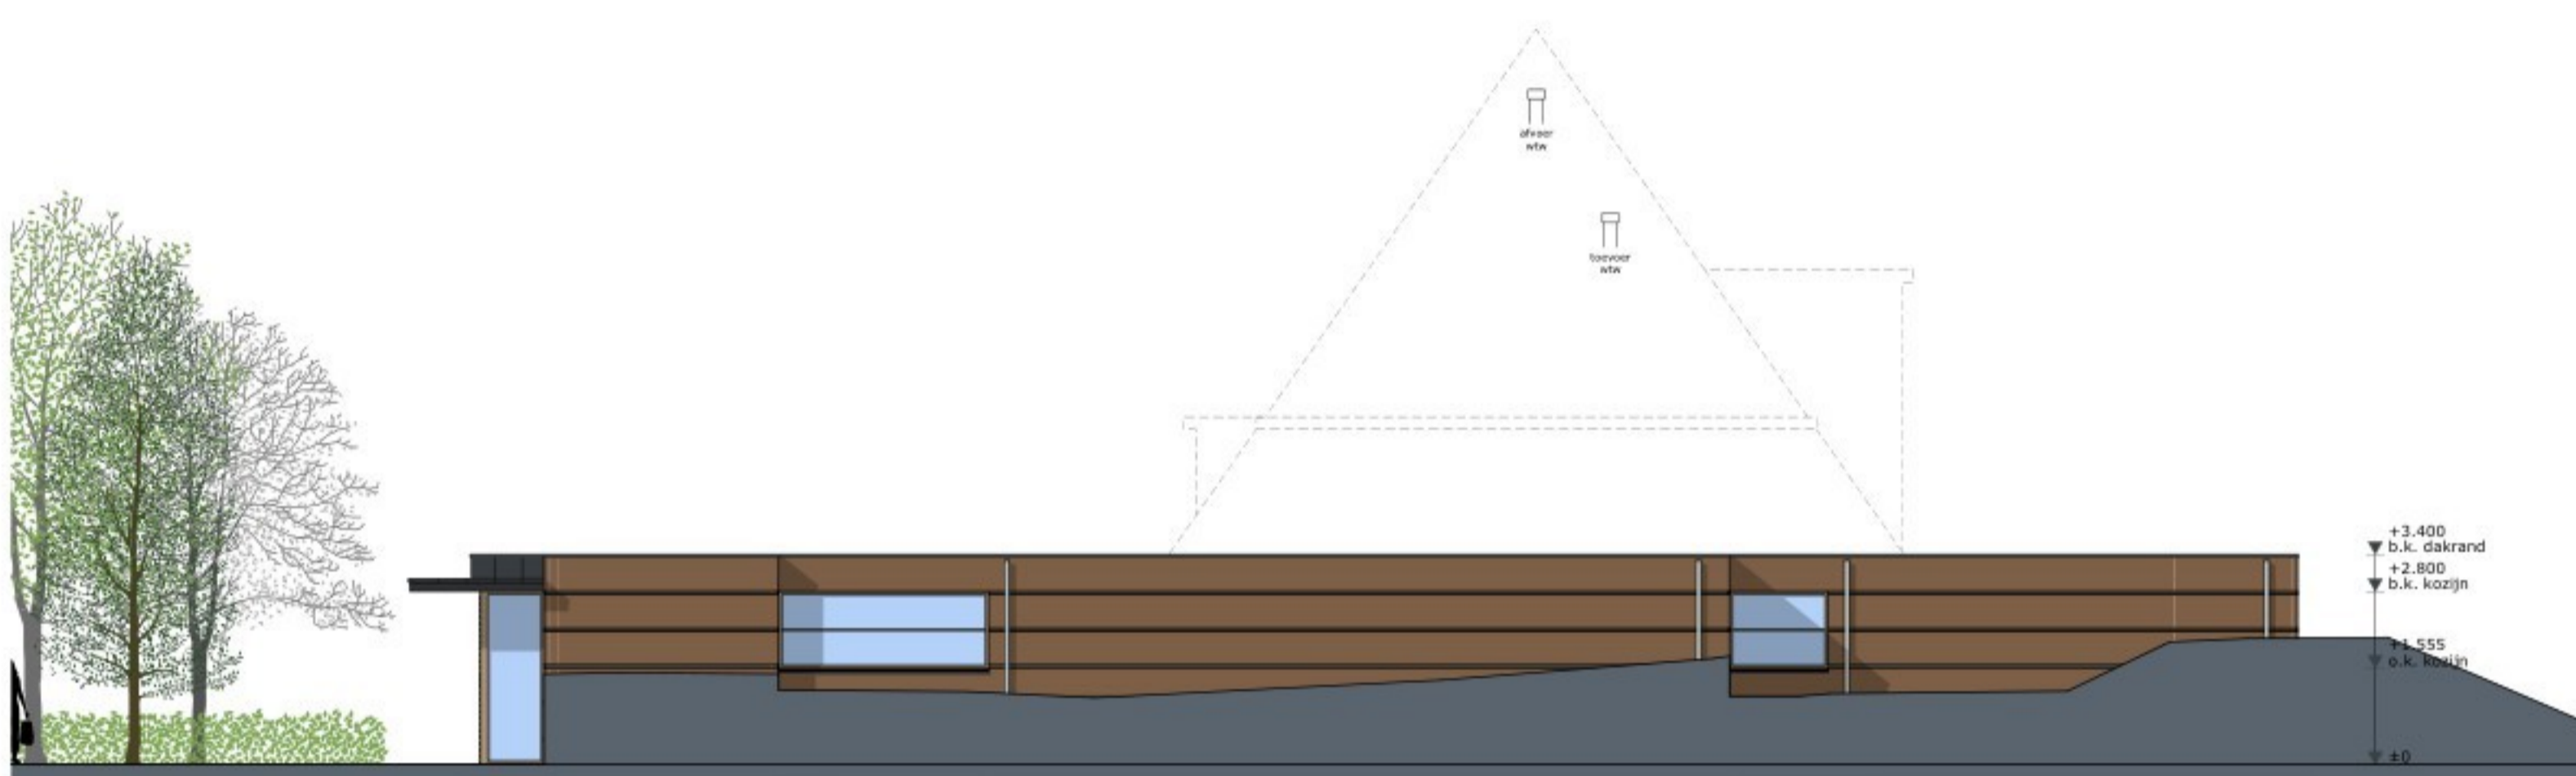 afvoer
wtw
toevoer
wtw
+3.400
b.k. dakrand
+2.800
b.k. kozijn
+1.555
o.k. kozijn
±0